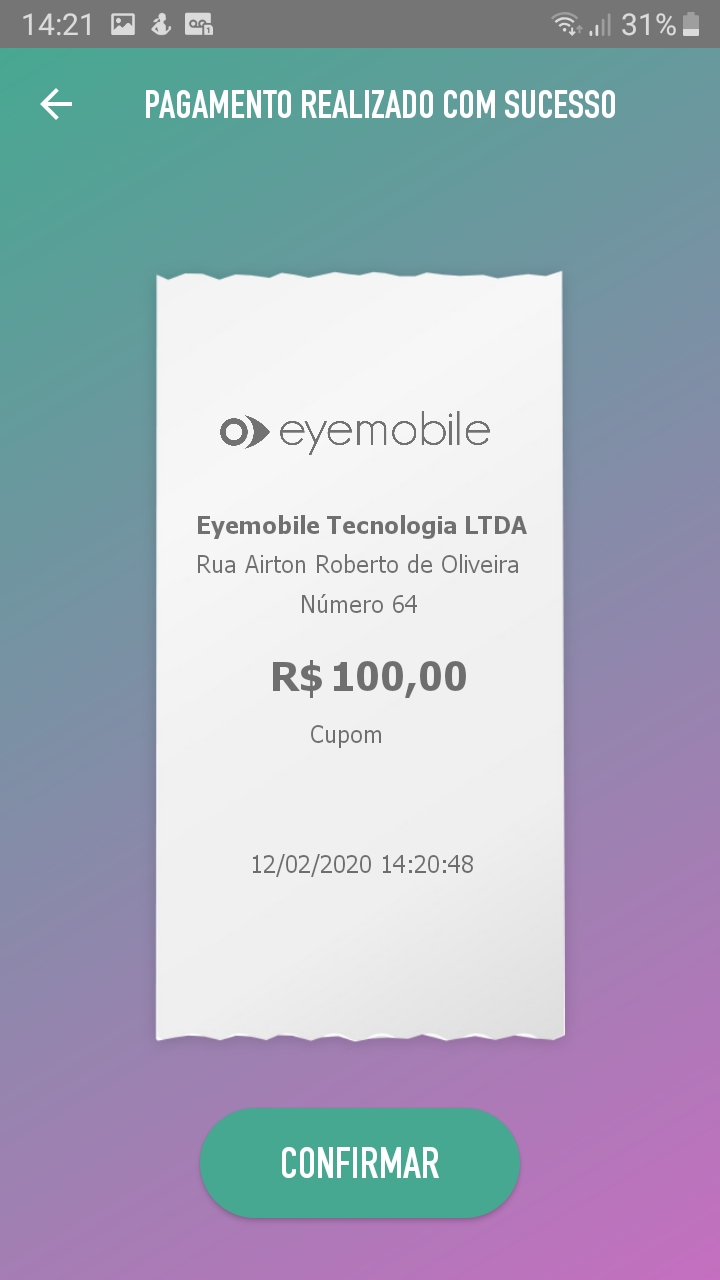 14:21 31%
PAGAMENTO REALIZADO COM SUCESSO
eyemobile
Eyemobile Tecnologia LTDA
Rua Airton Roberto de Oliveira
Número 64
R$ 100,00
Cupom
12/02/2020 14:20:48
CONFIRMAR